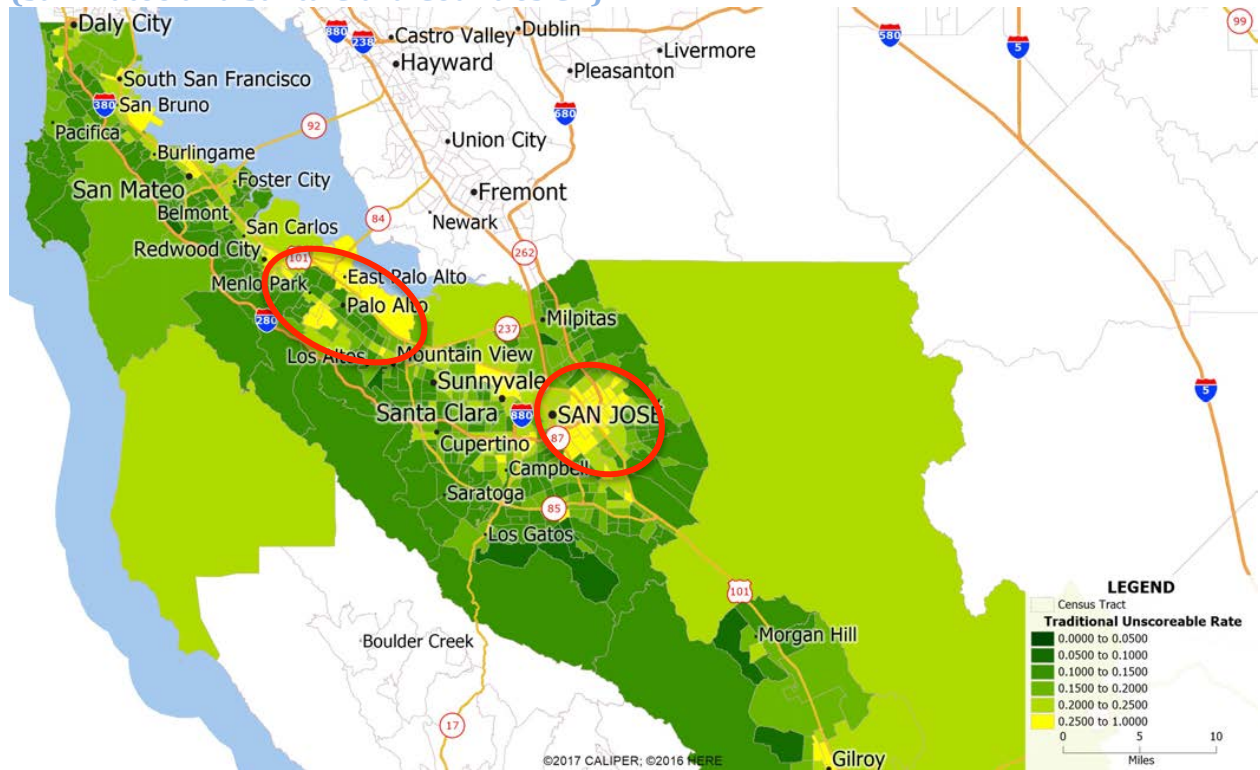 Daly City
880
238
Castro Valley
Dublin
580
5
99
Hayward
Livermore
Pleasanton
South San Francisco
380
San Bruno
680
92
Pacifica
Union City
Burlingame
San Mateo
Foster City
Fremont
Belmont
84
Newark
San Carlos
Redwood City
101
262
East Palo Alto
Menlo Park
Palo Alto
280
237
Milpitas
Los Altos
Mountain View
Sunnyvale
5
Santa Clara
880
SAN JOSE
87
Cupertino
Campbell
Saratoga
85
Los Gatos
101
Morgan Hill
Boulder Creek
17
Gilroy
LEGEND
Census Tract
Traditional Unscoreable Rate
0.0000 to 0.0500
0.0500 to 0.1000
0.1000 to 0.1500
0.1500 to 0.2000
0.2000 to 0.2500
0.2500 to 1.0000
0 5 10
Miles
©2017 CALIPER; ©2016 HERE